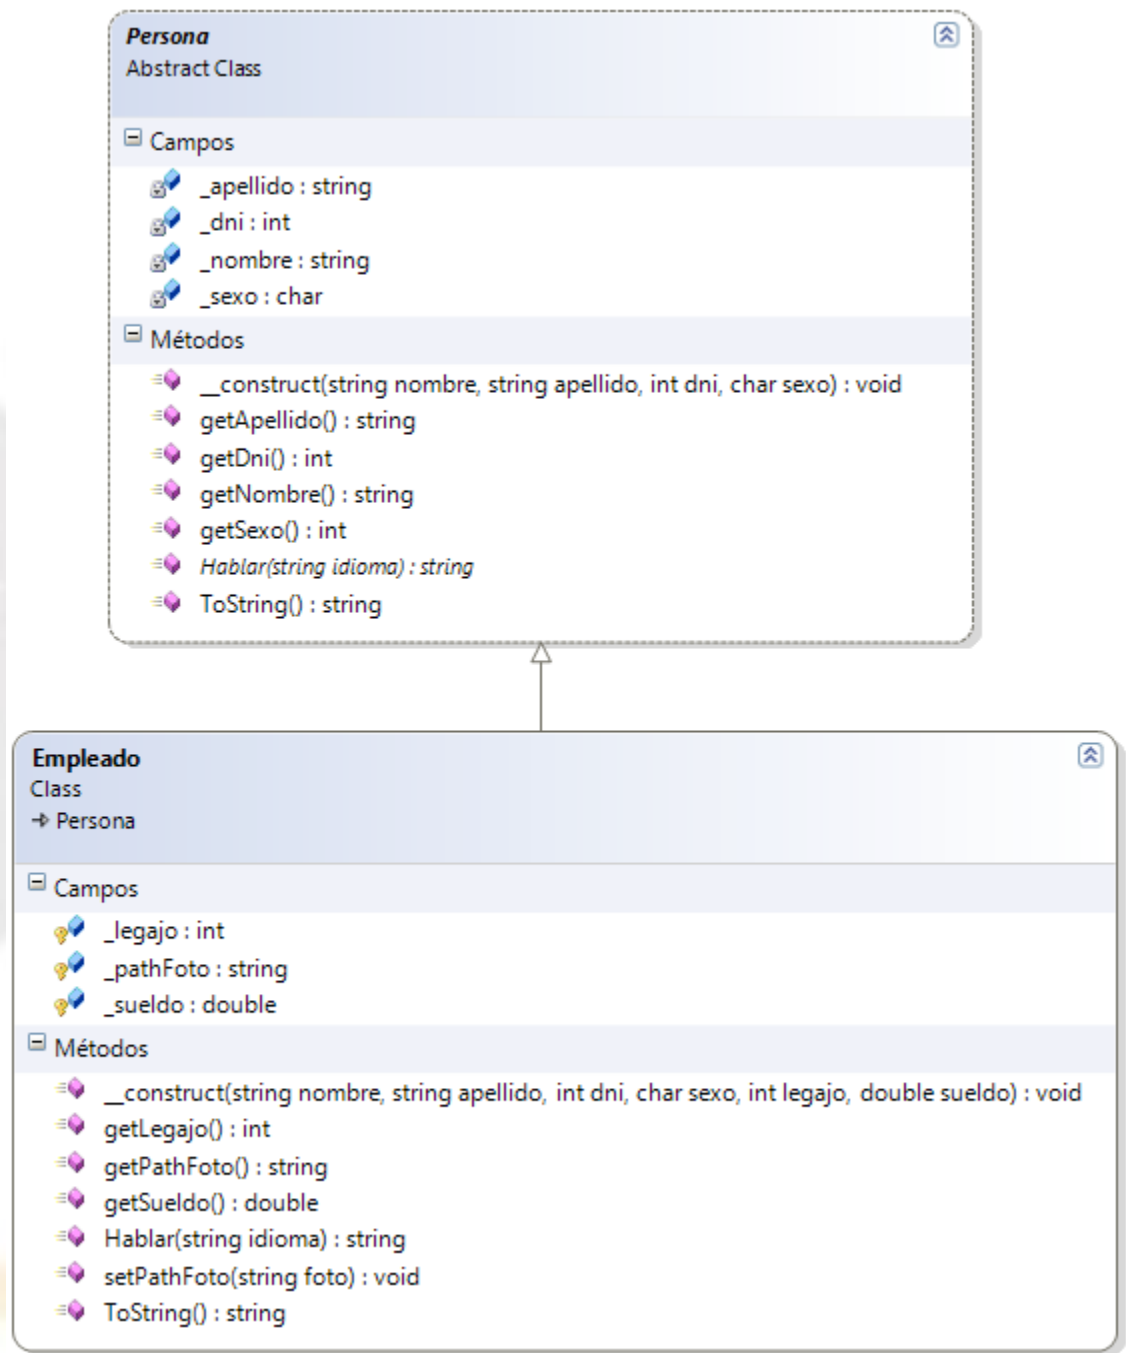 Persona
Abstract Class
Campos
_apellido : string
_dni : int
_nombre : string
_sexo : char
Métodos
__construct(string nombre, string apellido, int dni, char sexo) : void
getApellido() : string
getDni() : int
getNombre() : string
getSexo() : int
Hablar(string idioma) : string
ToString() : string
Empleado
Class
Persona
Campos
_legajo : int
_pathFoto : string
_sueldo : double
Métodos
__construct(string nombre, string apellido, int dni, char sexo, int legajo, double sueldo) : void
getLegajo() : int
getPathFoto() : string
getSueldo() : double
Hablar(string idioma) : string
setPathFoto(string foto) : void
ToString() : string